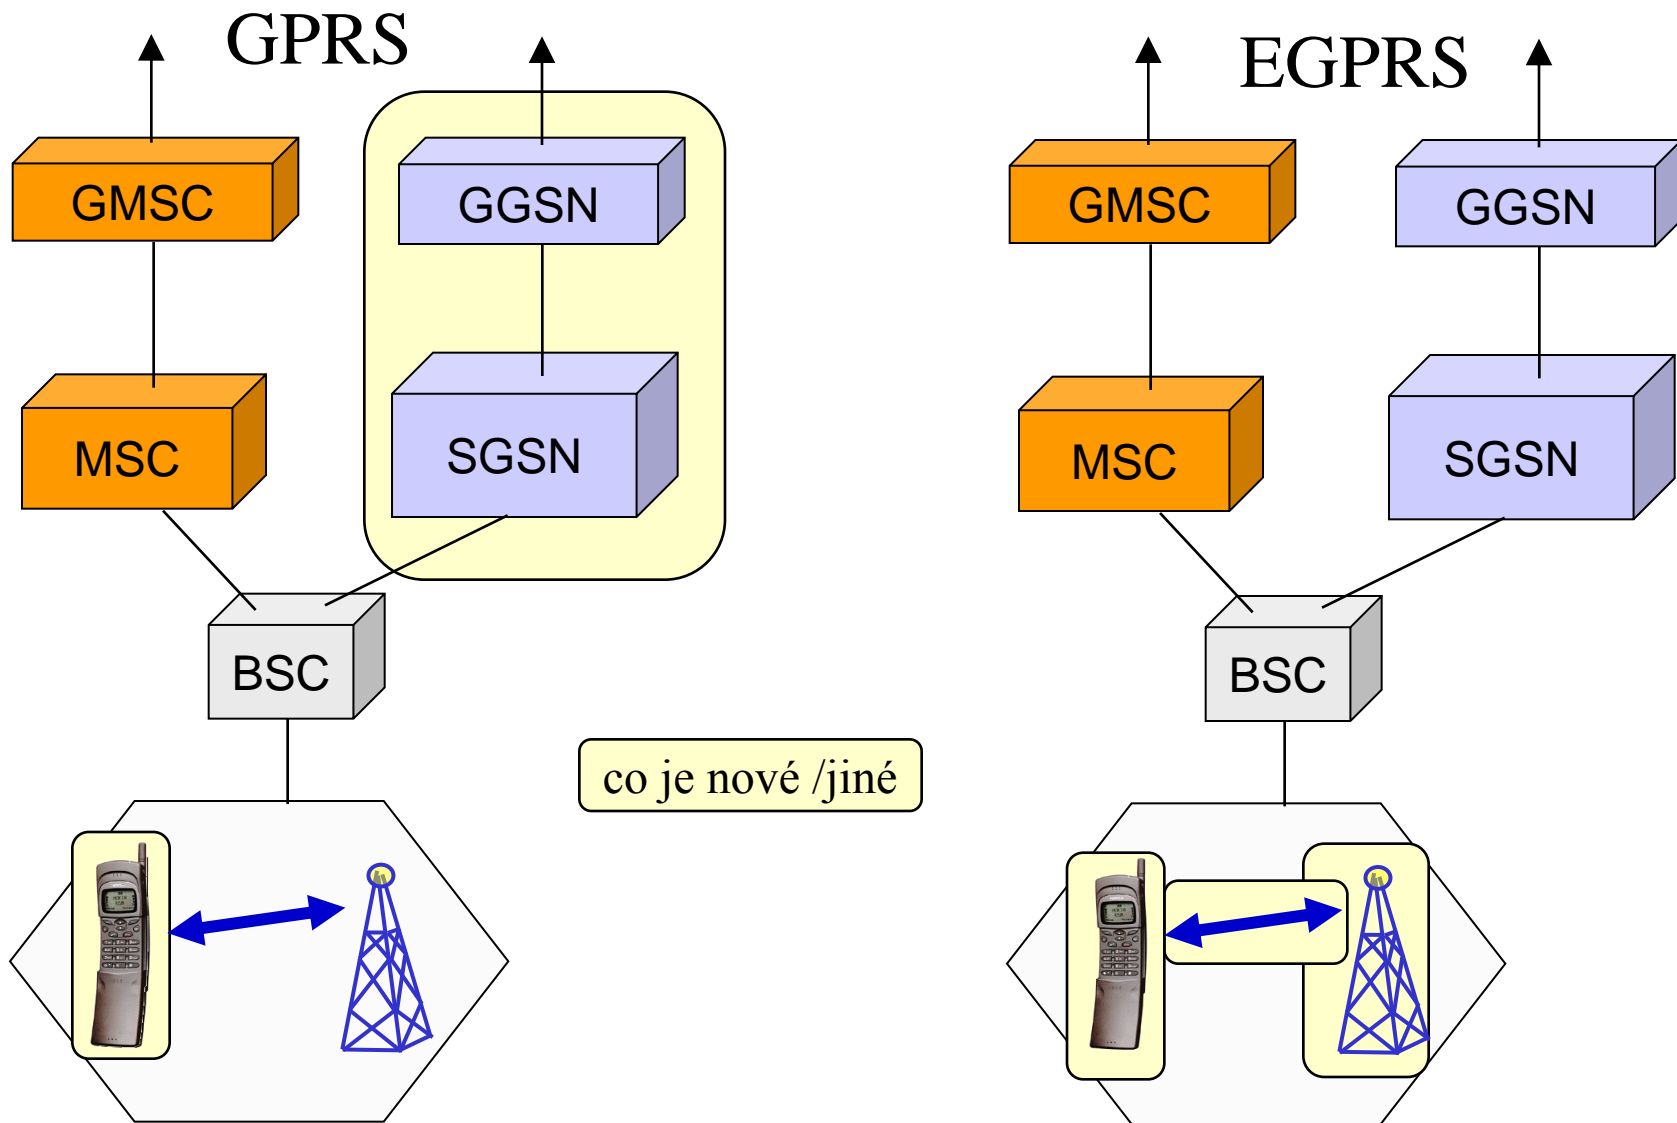 GPRS
EGPRS
GMSC
GGSN
GMSC
GGSN
MSC
SGSN
MSC
SGSN
BSC
BSC
co je nové /jiné